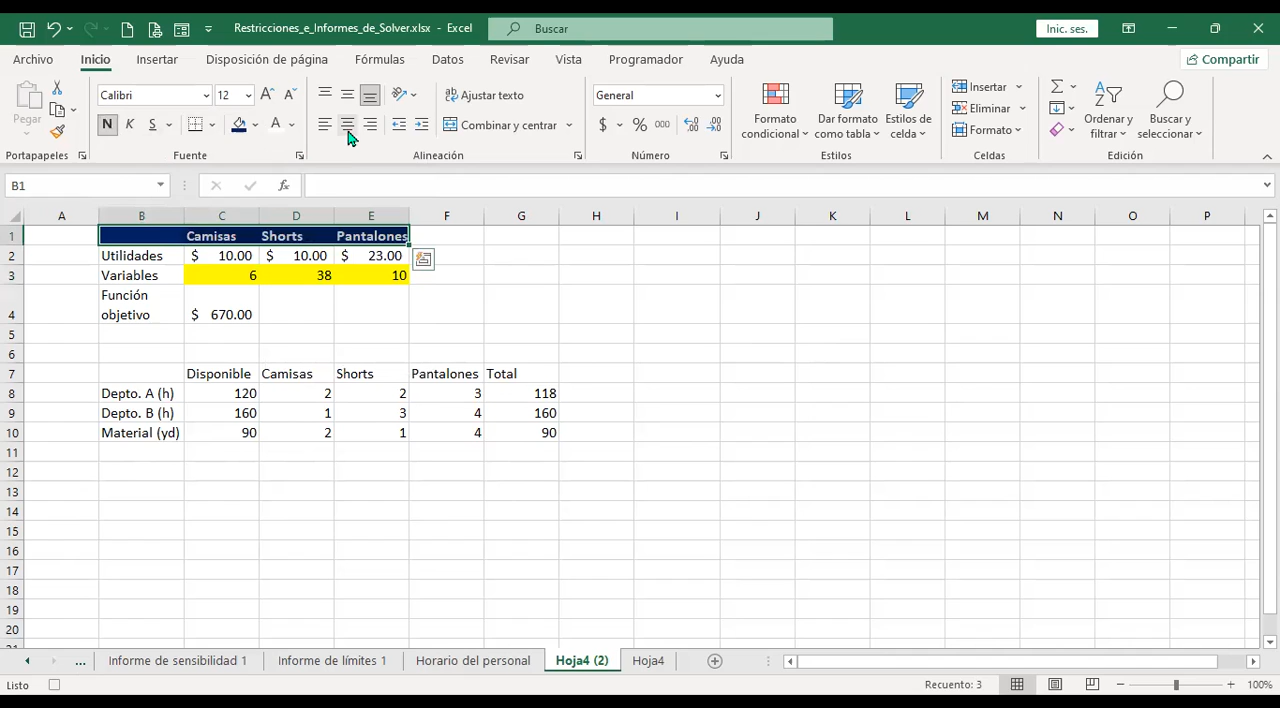 Restricciones_e_Informes_de_Solver.xlsx - Excel
Buscar
Inic. ses.
Archivo Inicio Insertar Disposición de página Fórmulas Datos Revisar Vista Programador Ayuda Compartir
Pegar
Calibri 12
N K S A
Ajustar texto
Combinar y centrar
General
$ % 000
Formato condicional
Dar formato como tabla
Estilos de celda
Insertar
Eliminar
Formato
Ordenar y filtrar
Buscar y seleccionar
Portapapeles Fuente Alineación Número Estilos Celdas Edición
B1 fx
A B C D E F G H I J K L M N O P
1 Camisas Shorts Pantalones
2 Utilidades $ 10.00 $ 10.00 $ 23.00
3 Variables 6 38 10
Función
4 objetivo $ 670.00
5
6
7 Disponible Camisas Shorts Pantalones Total
8 Depto. A (h) 120 2 2 3 118
9 Depto. B (h) 160 1 3 4 160
10 Material (yd) 90 2 1 4 90
11
12
13
14
15
16
17
18
19
20
... Informe de sensibilidad 1 Informe de límites 1 Horario del personal Hoja4 (2) Hoja4
Listo Recuento: 3 100%